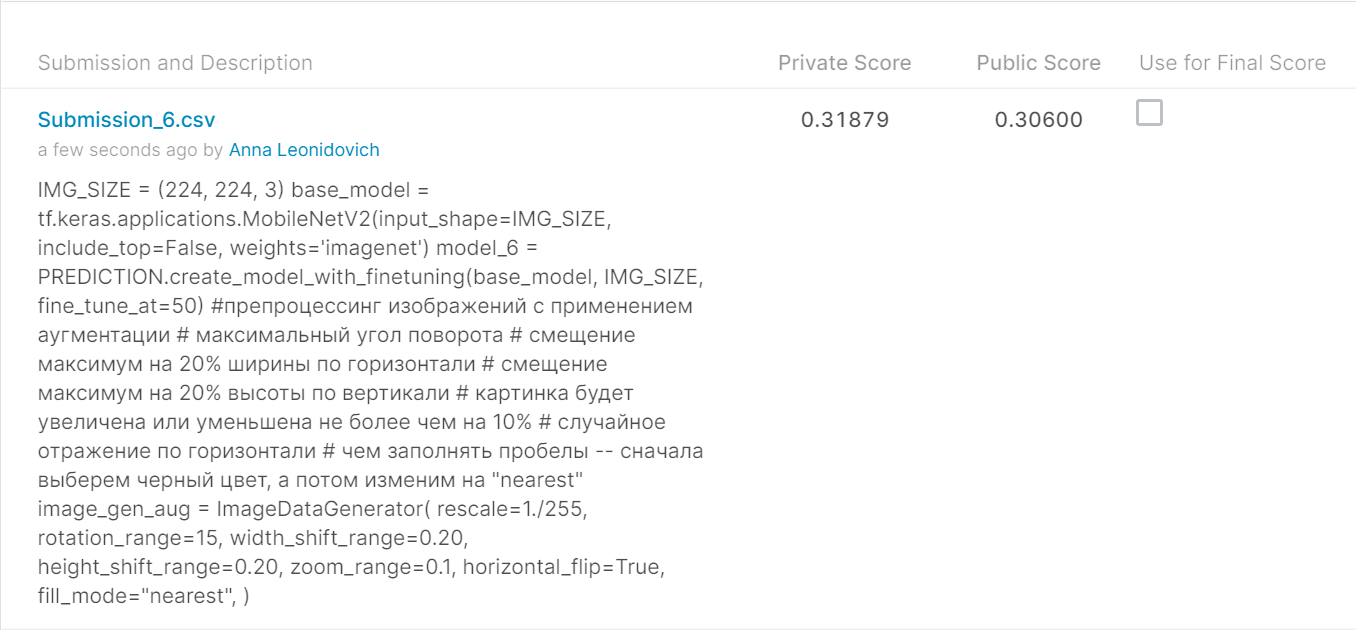 Submission and Description Private Score Public Score Use for Final Score
Submission_6.csv 0.31879 0.30600
a few seconds ago by Anna Leonidovich
IMG_SIZE = (224, 224, 3) base_model =
tf.keras.applications.MobileNetV2(input_shape=IMG_SIZE,
include_top=False, weights='imagenet') model_6 =
PREDICTION.create_model_with_finetuning(base_model, IMG_SIZE,
fine_tune_at=50) #препроцессинг изображений с применением
аугментации # максимальный угол поворота # смещение
максимум на 20% ширины по горизонтали # смещение
максимум на 20% высоты по вертикали # картинка будет
увеличена или уменьшена не более чем на 10% # случайное
отражение по горизонтали # чем заполнять пробелы -- сначала
выберем черный цвет, а потом изменим на "nearest"
image_gen_aug = ImageDataGenerator( rescale=1./255,
rotation_range=15, width_shift_range=0.20,
height_shift_range=0.20, zoom_range=0.1, horizontal_flip=True,
fill_mode="nearest", )